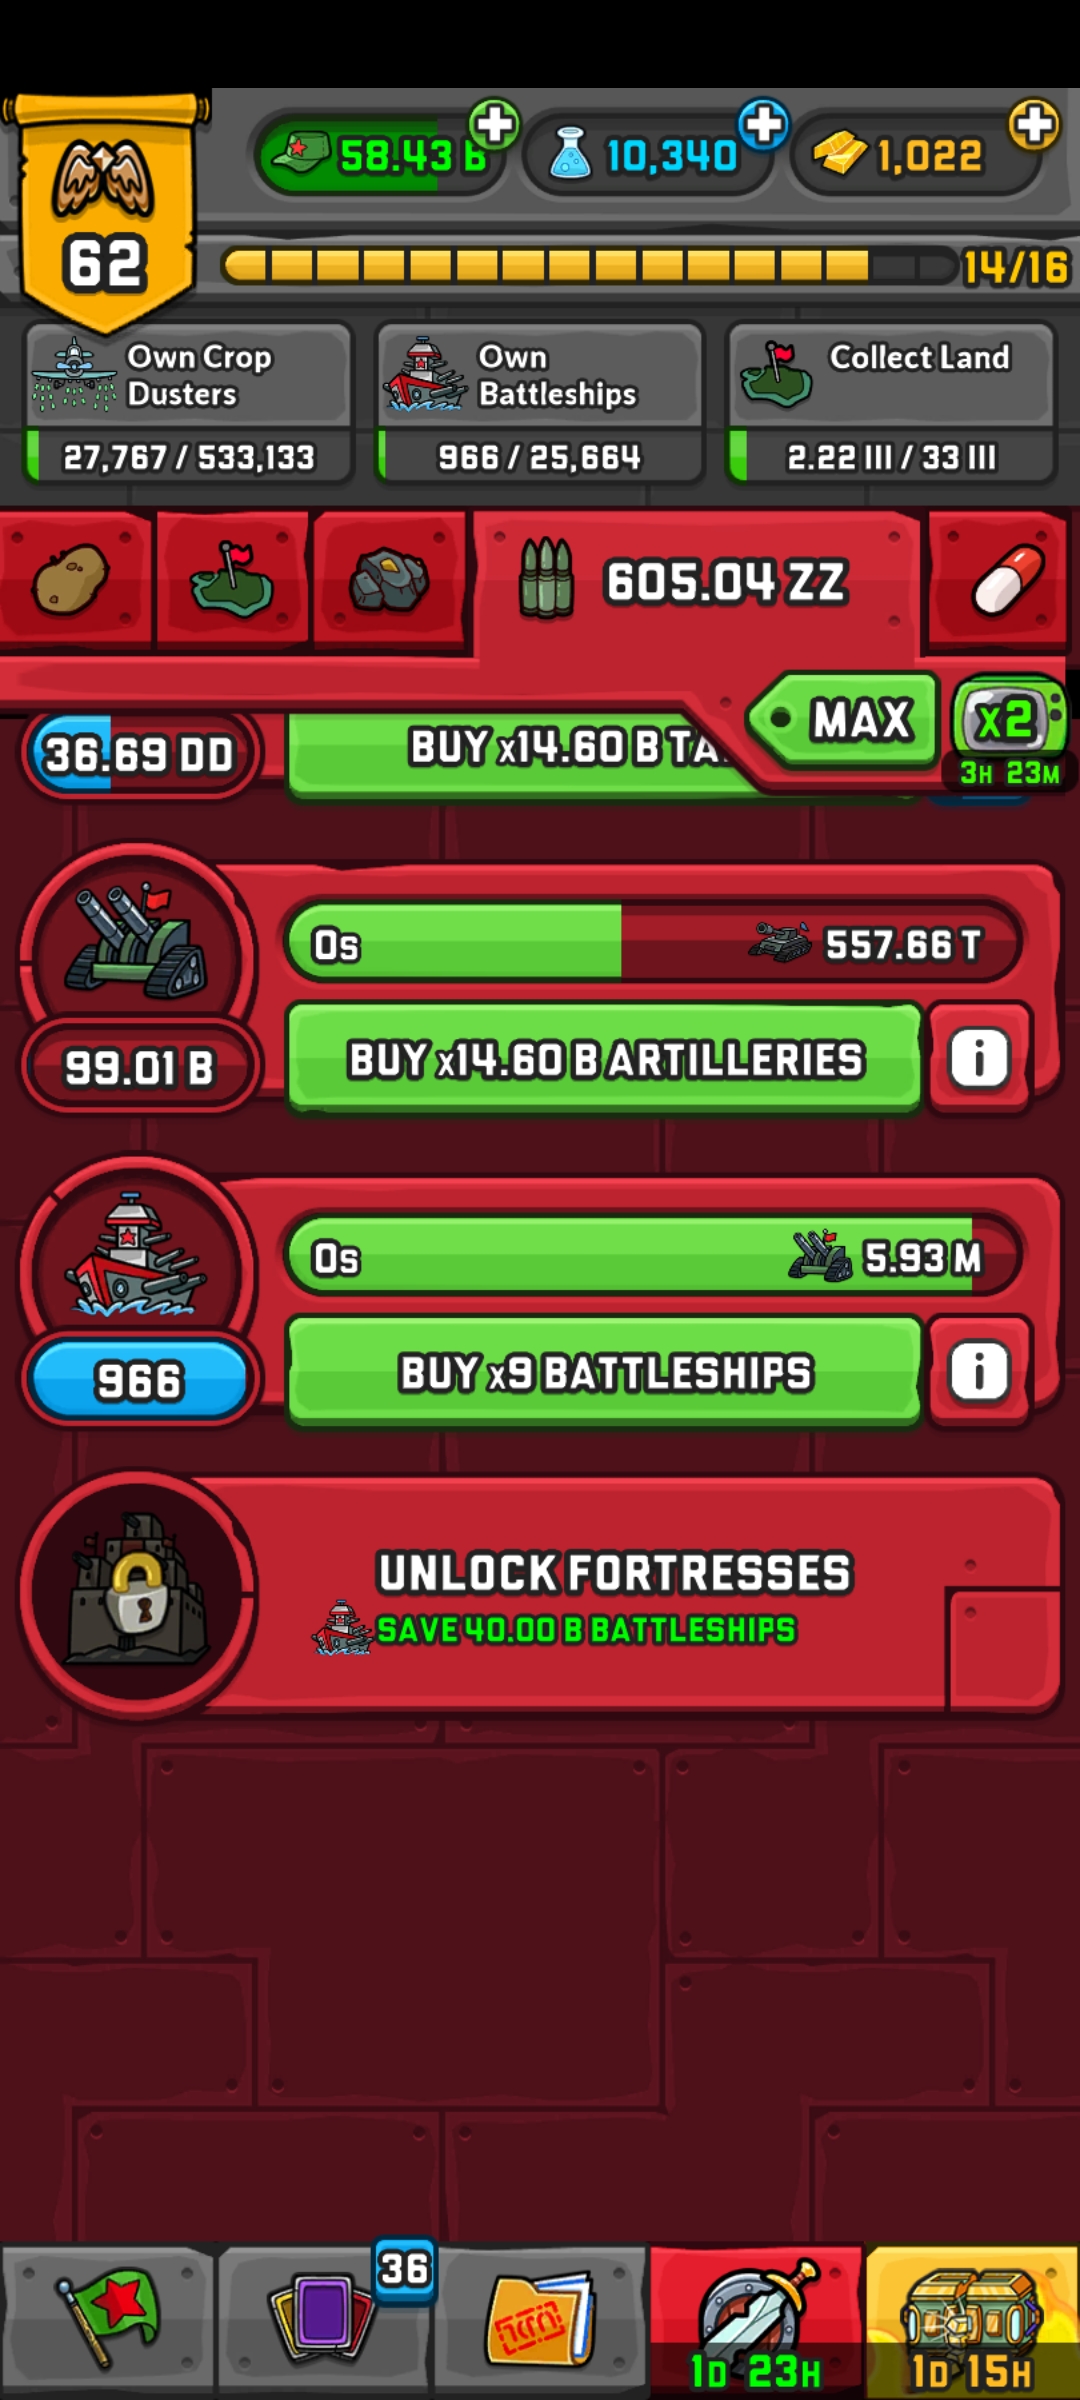 58.43 B
10,340
1,022
62
14/16
Own Crop
Dusters
27,767 / 533,133
Own
Battleships
966 / 25,664
Collect Land
2.22 III / 33 III
605.04 ZZ
MAX
x2
3H 23M
36.69 DD
BUY x14.60 B
0s
557.66 T
99.01 B
BUY x14.60 B ARTILLERIES
i
0s
5.93 M
966
BUY x9 BATTLESHIPS
i
UNLOCK FORTRESSES
SAVE 40.00 B BATTLESHIPS
36
1D 23H
1D 15H